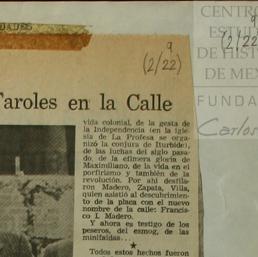 DADES
CENTRO
ESTU
DE HIST
DE ME
FUNDA
Carlos
9
(2/22)
9
(2/22)
Faroles en la Calle
vida colonial, de la gesta de
la Independencia (en la igle-
sia de La Profesa se or-
ganizó la conjura de Iturbide),
de las luchas del siglo pasa-
do, de la efímera gloria de
Maximiliano, de la vida en el
porfirismo y también de la
revolución. Por ahí desfila-
ron Madero, Zapata, Villa,
quien asistió al descubrimien-
to de la placa con el nuevo
nombre de la calle: Francis-
co I. Madero.
Y ahora es testigo de los
peseros, del esmog, de las
minifaldas...
Todos estos hechos fueron